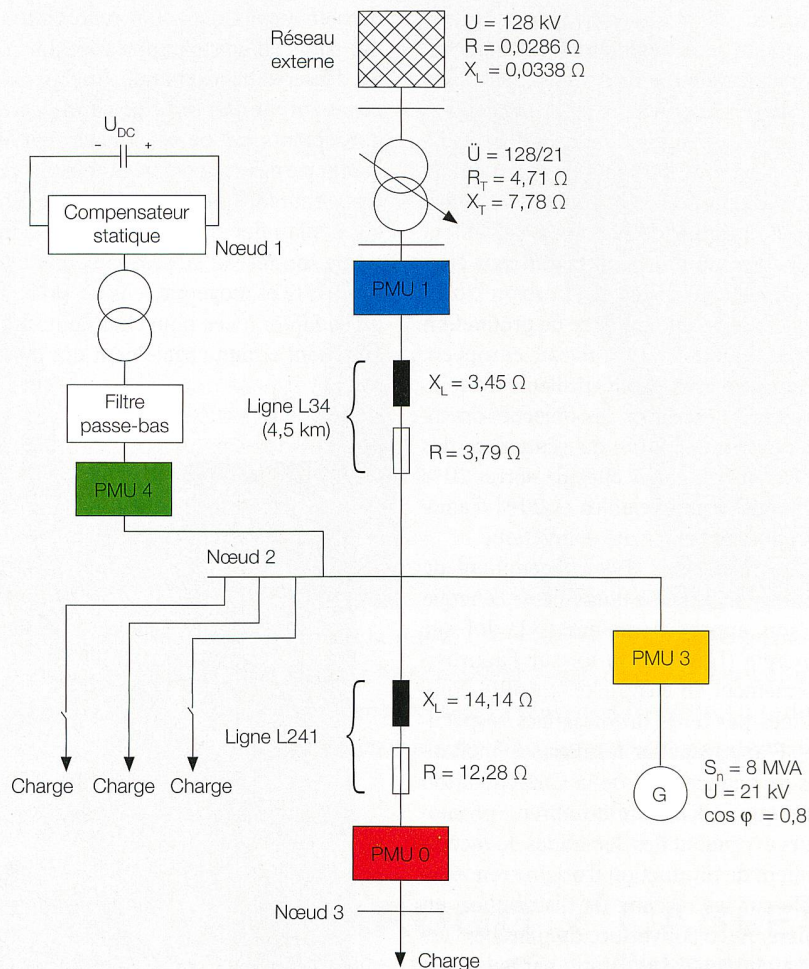 Réseau
externe
U = 128 kV
R = 0,0286 Ω
X_L = 0,0338 Ω
U_DC
− +
Ü = 128/21
R_T = 4,71 Ω
X_T = 7,78 Ω
Compensateur
statique
Nœud 1
PMU 1
Filtre
passe-bas
Ligne L34
(4,5 km)
X_L = 3,45 Ω
R = 3,79 Ω
PMU 4
Nœud 2
PMU 3
Ligne L241
X_L = 14,14 Ω
R = 12,28 Ω
Charge
Charge
Charge
G
S_n = 8 MVA
U = 21 kV
cos φ = 0,8
PMU 0
Nœud 3
Charge